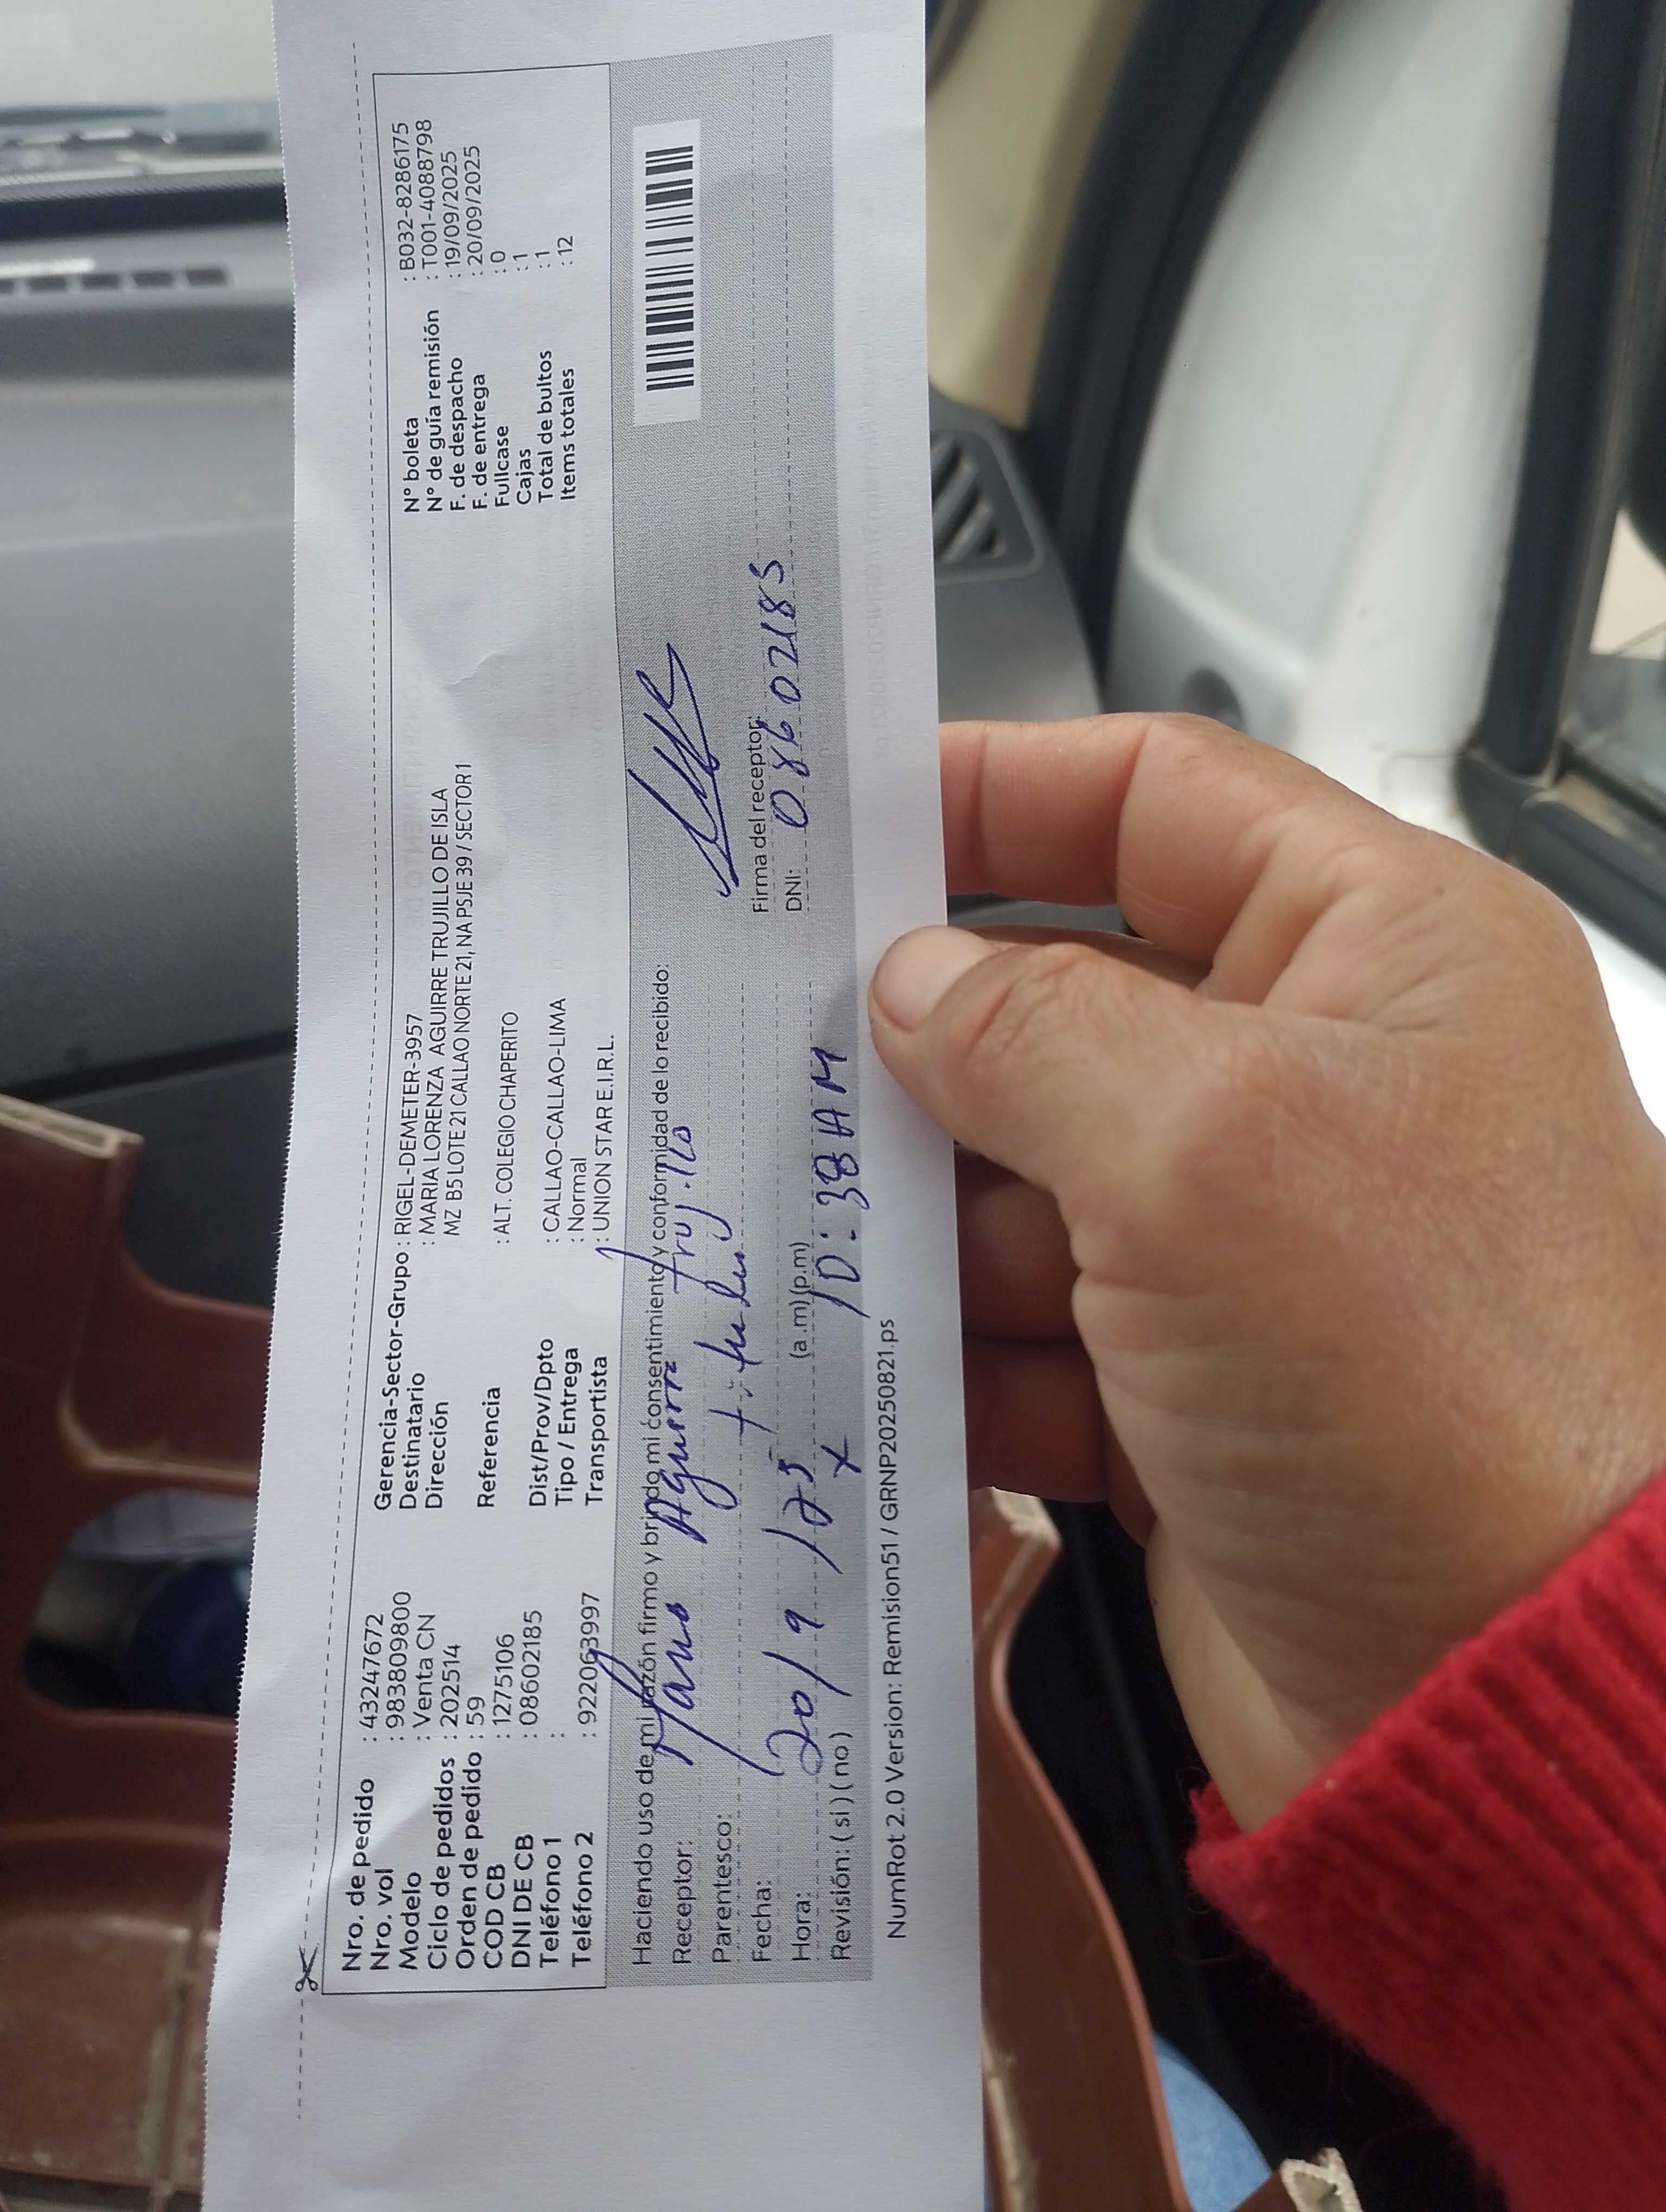 Nro. de pedido : 432247672
Nro. vol : 983809800
Modelo : Venta CN
Ciclo de pedidos : 202514
Orden de pedido : 59
COD CB : 1275106
DNI DE CB : 08602185
Teléfono 1 :
Teléfono 2 : 922063997
Gerencia-Sector-Grupo : RIGEL-DEMETER-3957
Destinatario : MARIA LORENZA AGUIRRE TRUJILLO DE ISLA
Dirección MZ B5 LOTE 21 CALLAO NORTE 21, NA PSJE 39 / SECTOR 1
Referencia : ALT. COLEGIO CHAPERITO
Dist/Prov/Dpto : CALLAO-CALLAO-LIMA
Tipo / Entrega : Normal
Transportista : UNION STAR E.I.R.L.
N° boleta : B032-8286175
N° de guía remisión : T001-4088798
F. de despacho : 19/09/2025
F. de entrega : 20/09/2025
Fullcase : 0
Cajas : 1
Total de bultos : 1
Items totales : 12
Haciendo uso de mi razón firmo y brindo mi consentimiento y conformidad de lo recibido:
Receptor: Aguirre Trujillo
Parentesco:
Fecha: 20/9/25
Hora: (a.m) (p.m) 10:38 AM
Revisión: ( si ) ( no ) x
Firma del receptor:
DNI: 08602185
NumRot 2.0 Version: Remision51 / GRNP20250821.ps